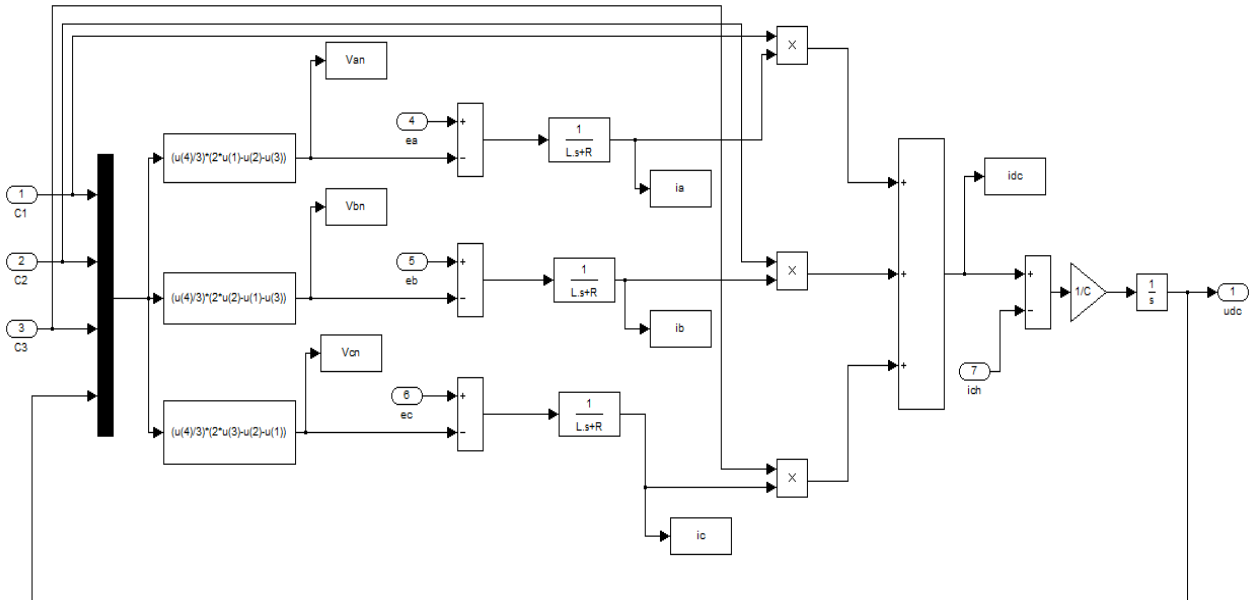 Van
X
4
+
ea
−
1
L.s+R
(u(4)/3)*(2*u(1)-u(2)-u(3))
1
C1
ia
+
idc
Vbn
2
C2
5
+
eb
−
1
L.s+R
X
+
(u(4)/3)*(2*u(2)-u(1)-u(3))
+
−
1/C
1
s
1
udc
3
C3
ib
Vcn
7
ich
+
6
+
ec
−
1
L.s+R
(u(4)/3)*(2*u(3)-u(2)-u(1))
X
ic